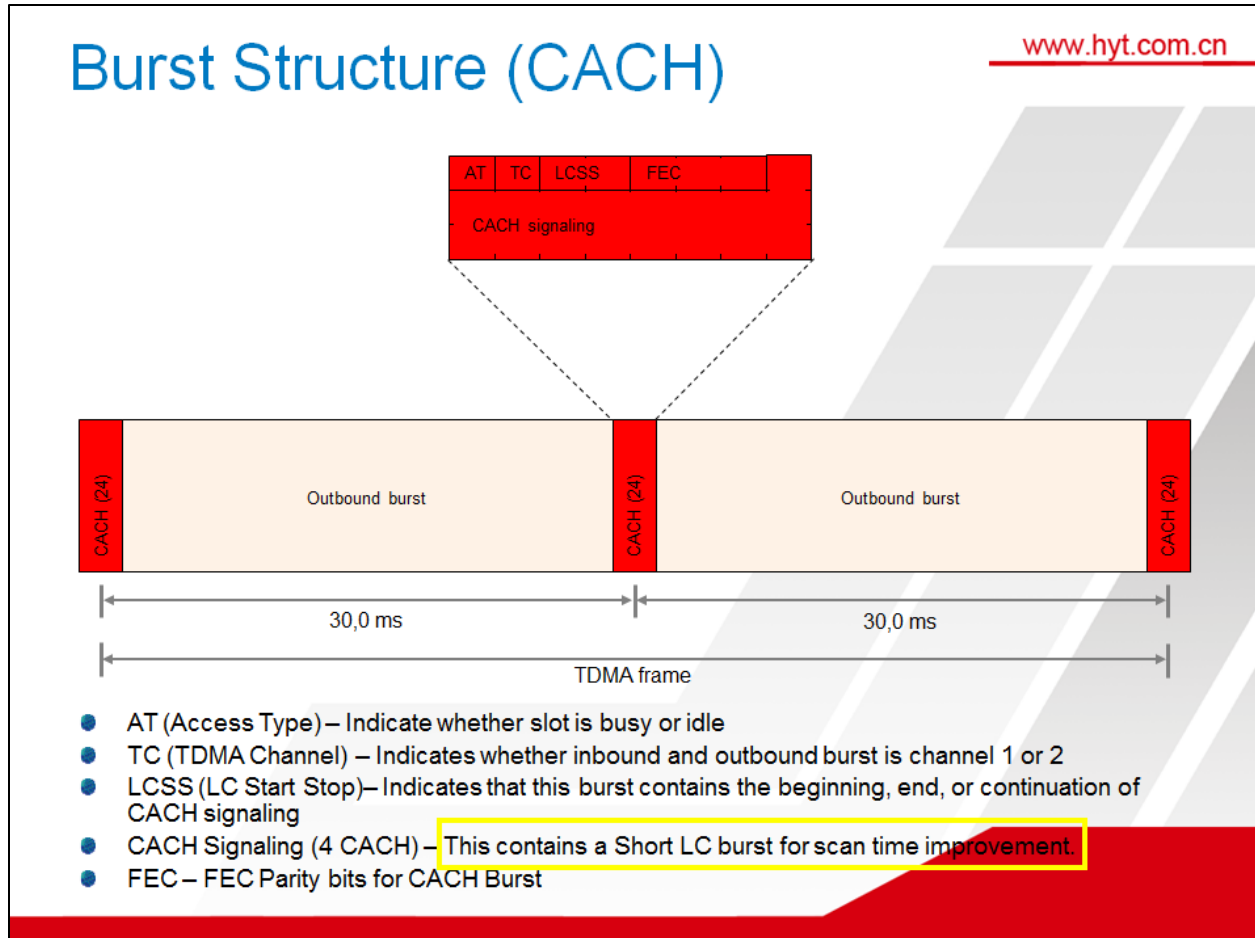 Burst Structure (CACH)
www.hyt.com.cn
AT TC LCSS FEC
CACH signaling
CACH (24)
Outbound burst
CACH (24)
Outbound burst
CACH (24)
30,0 ms
30,0 ms
TDMA frame
AT (Access Type) – Indicate whether slot is busy or idle
TC (TDMA Channel) – Indicates whether inbound and outbound burst is channel 1 or 2
LCSS (LC Start Stop)– Indicates that this burst contains the beginning, end, or continuation of
CACH signaling
CACH Signaling (4 CACH) – This contains a Short LC burst for scan time improvement.
FEC – FEC Parity bits for CACH Burst